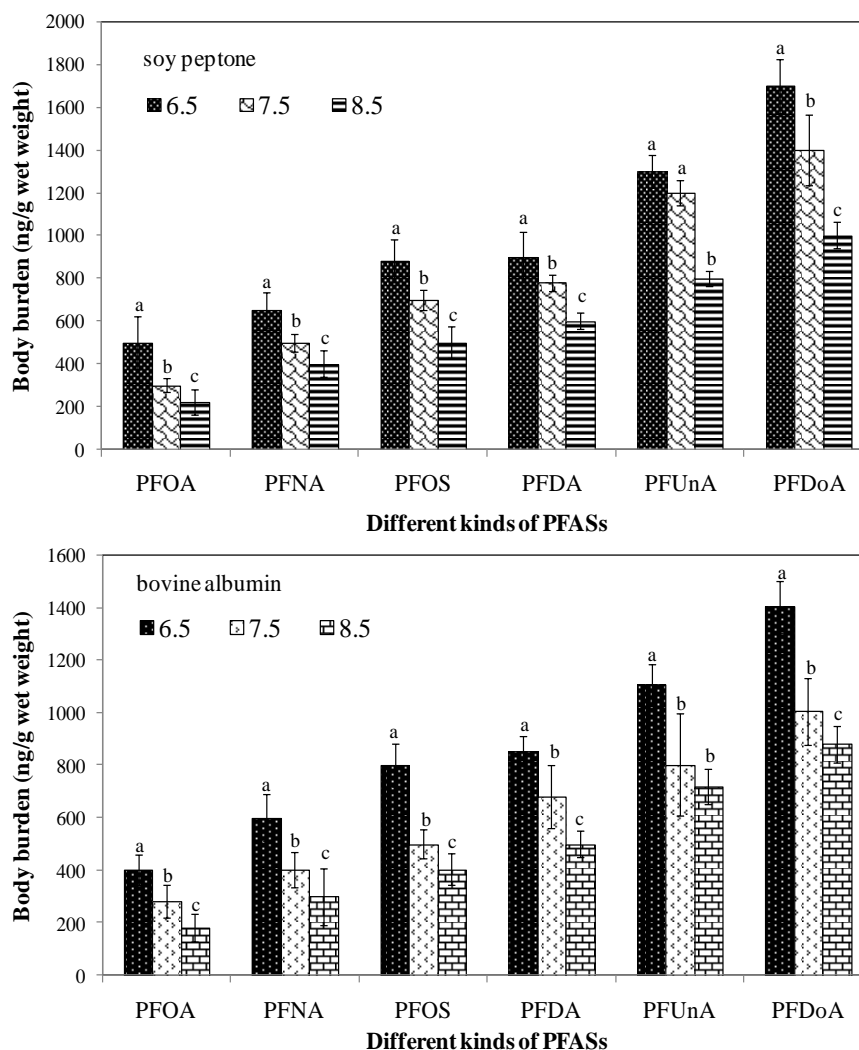 2000
1800
1600
1400
1200
1000
800
600
400
200
0
Body burden (ng/g wet weight)
soy peptone
6.5 7.5 8.5
a b c a b c a b c a b c a a b a b c
PFOA PFNA PFOS PFDA PFUnA PFDoA
Different kinds of PFASs
1600
1400
1200
1000
800
600
400
200
0
Body burden (ng/g wet weight)
bovine albumin
6.5 7.5 8.5
a b c a b c a b c a b c a b b a b c
PFOA PFNA PFOS PFDA PFUnA PFDoA
Different kinds of PFASs